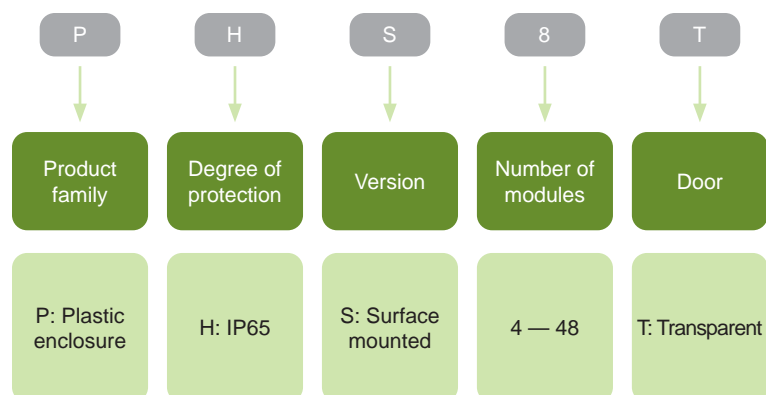 P H S 8 T
Product family
Degree of protection
Version
Number of modules
Door
P: Plastic enclosure
H: IP65
S: Surface mounted
4 — 48
T: Transparent